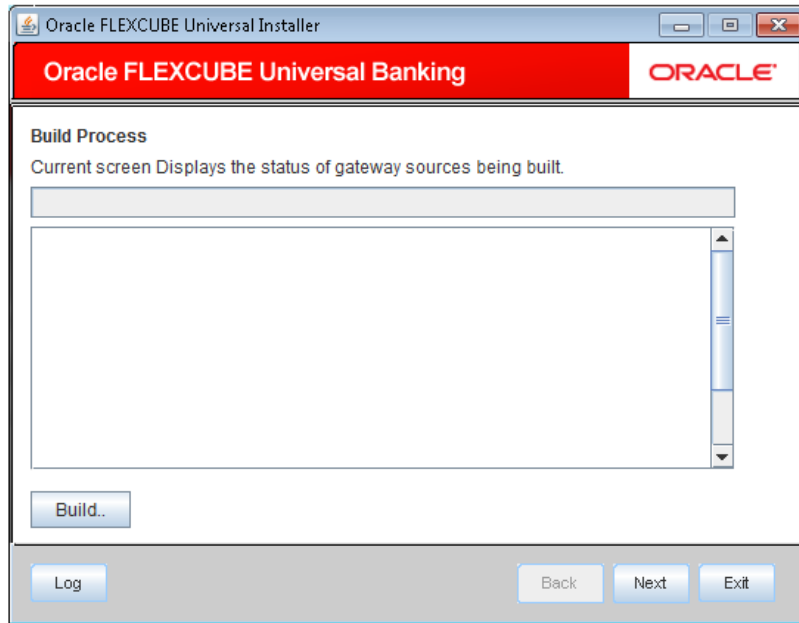 Oracle FLEXCUBE Universal Installer
Oracle FLEXCUBE Universal Banking
ORACLE
Build Process
Current screen Displays the status of gateway sources being built.
Build..
Log
Back
Next
Exit